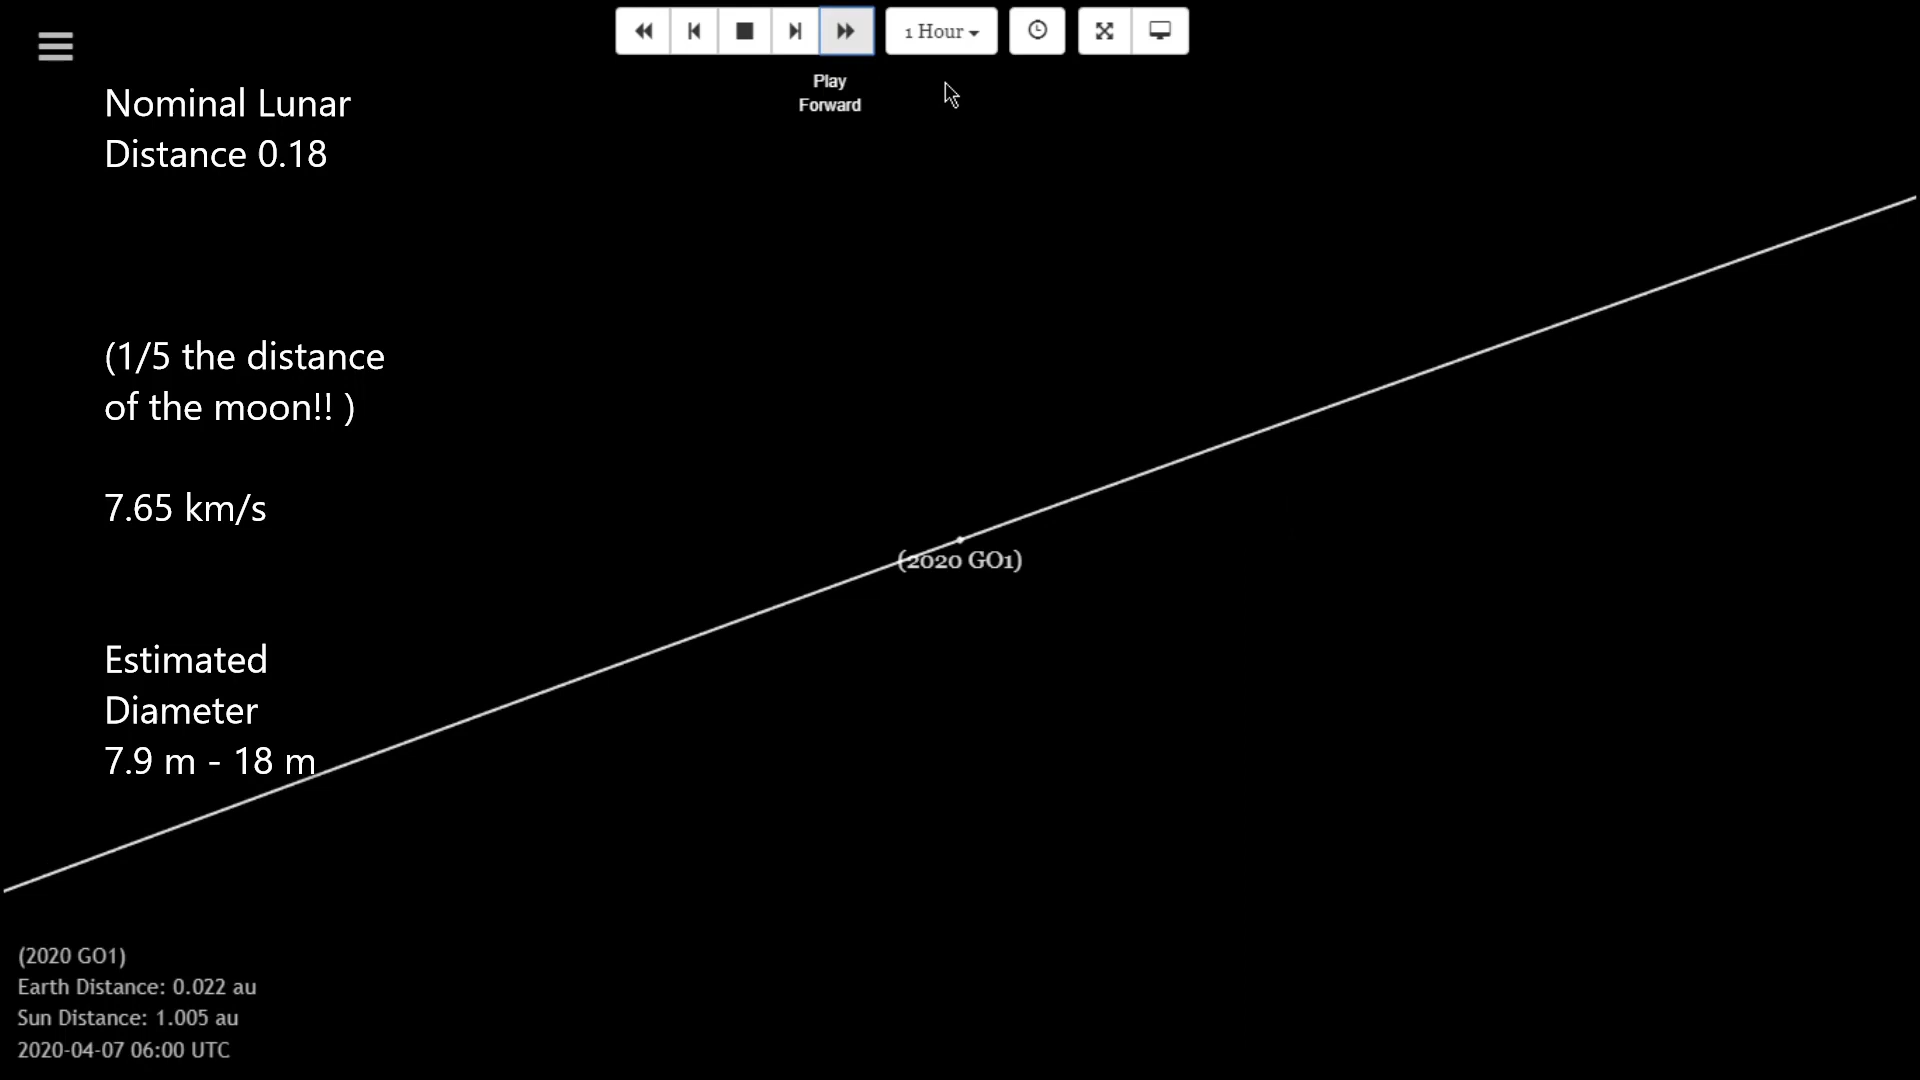 1 Hour
Play
Forward
Nominal Lunar
Distance 0.18
(1/5 the distance
of the moon!! )
7.65 km/s
(2020 GO1)
Estimated
Diameter
7.9 m - 18 m
(2020 GO1)
Earth Distance: 0.022 au
Sun Distance: 1.005 au
2020-04-07 06:00 UTC